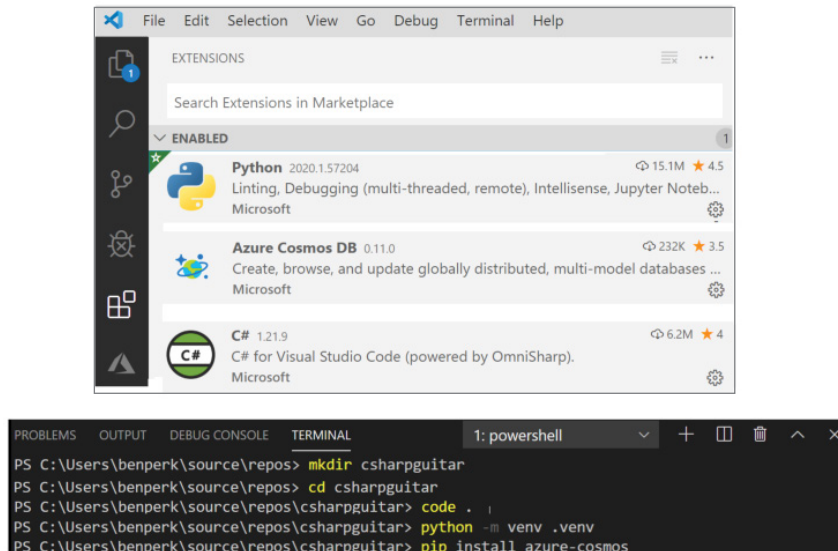 File Edit Selection View Go Debug Terminal Help
EXTENSIONS
1
Search Extensions in Marketplace
ENABLED
1
Python 2020.1.57204 15.1M 4.5
Linting, Debugging (multi-threaded, remote), Intellisense, Jupyter Noteb...
Microsoft
Azure Cosmos DB 0.11.0 232K 3.5
Create, browse, and update globally distributed, multi-model databases ...
Microsoft
C# 1.21.9 6.2M 4
C#
C# for Visual Studio Code (powered by OmniSharp).
Microsoft
PROBLEMS OUTPUT DEBUG CONSOLE TERMINAL 1: powershell
PS C:\Users\benperk\source\repos> mkdir csharpguitar
PS C:\Users\benperk\source\repos> cd csharpguitar
PS C:\Users\benperk\source\repos\csharpguitar> code .
PS C:\Users\benperk\source\repos\csharpguitar> python -m venv .venv
PS C:\Users\benperk\source\repos\csharpguitar> pip install azure-cosmos